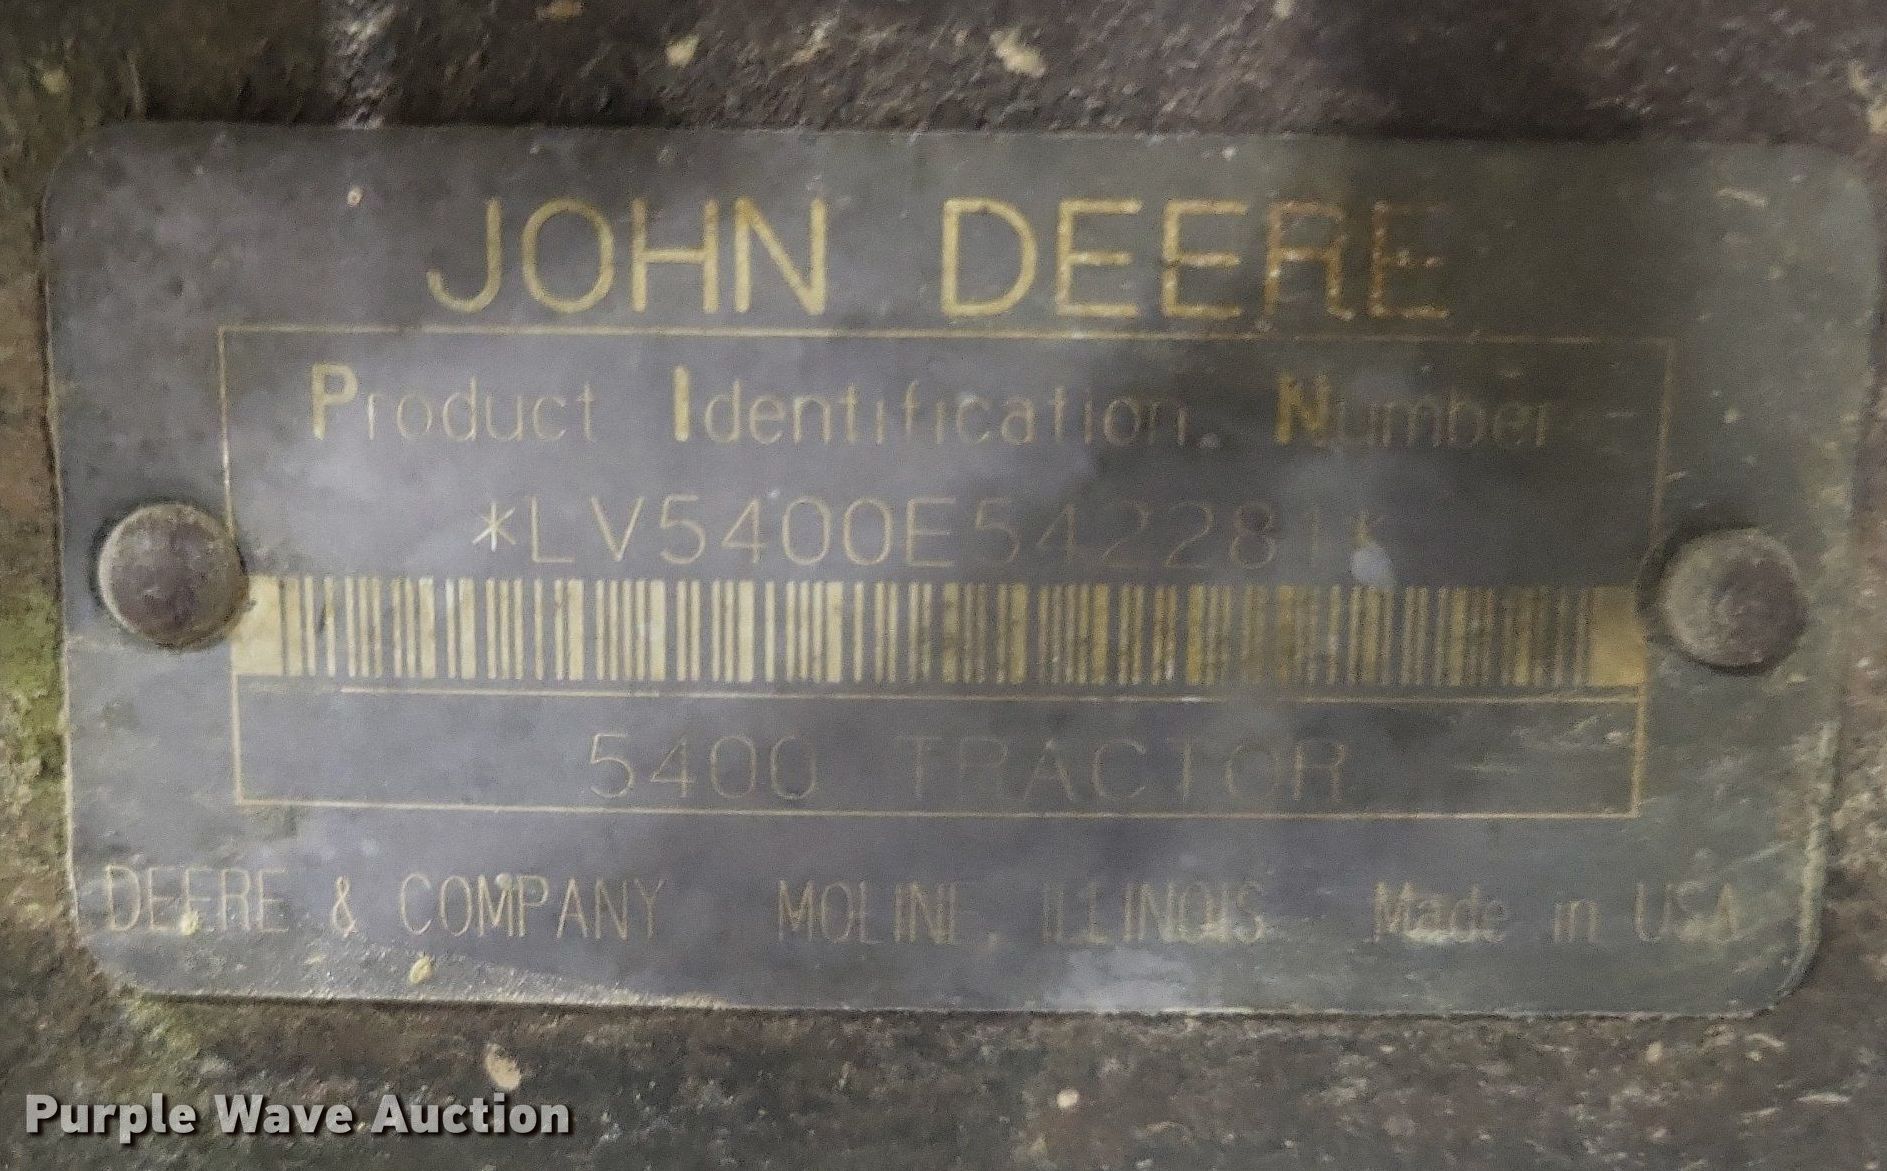 JOHN DEERE
Product Identification Number
*LV5400E542281*
5400 TRACTOR
DEERE & COMPANY MOLINE, ILLINOIS Made in USA
Purple Wave Auction